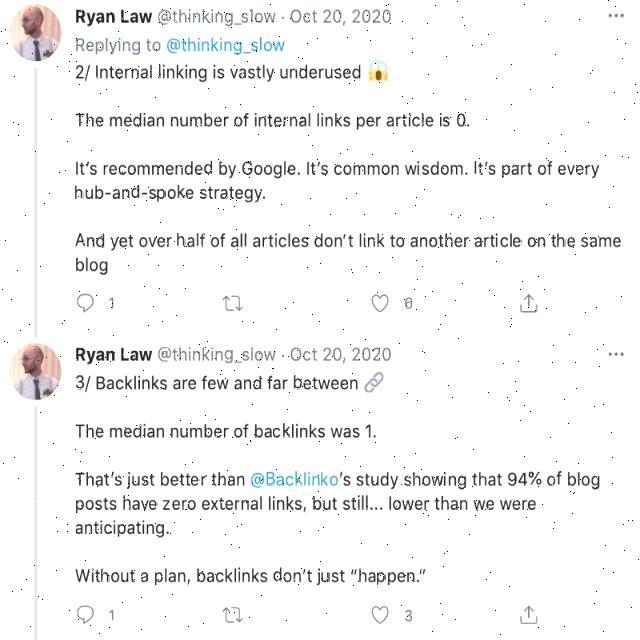 Ryan Law @thinking_slow · Oct 20, 2020
Replying to @thinking_slow
2/ Internal linking is vastly underused 😱
The median number of internal links per article is 0.
It's recommended by Google. It's common wisdom. It's part of every
hub-and-spoke strategy.
And yet over half of all articles don't link to another article on the same
blog
1 6
Ryan Law @thinking_slow · Oct 20, 2020
3/ Backlinks are few and far between 🔗
The median number of backlinks was 1.
That's just better than @Backlinko's study showing that 94% of blog
posts have zero external links, but still... lower than we were
anticipating.
Without a plan, backlinks don't just "happen."
1 3